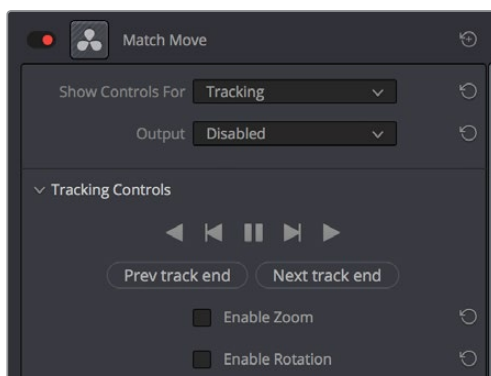 Match Move
Show Controls For Tracking
Output Disabled
Tracking Controls
Prev track end Next track end
Enable Zoom
Enable Rotation